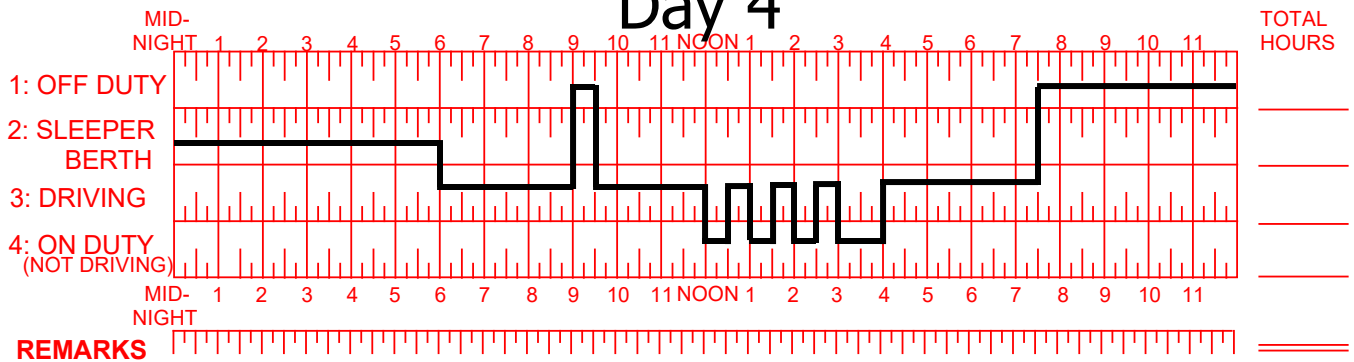 Day 4
MID-
NIGHT 1 2 3 4 5 6 7 8 9 10 11 NOON 1 2 3 4 5 6 7 8 9 10 11
TOTAL
HOURS
1: OFF DUTY
2: SLEEPER
BERTH
3: DRIVING
4: ON DUTY
(NOT DRIVING)
MID-
NIGHT 1 2 3 4 5 6 7 8 9 10 11 NOON 1 2 3 4 5 6 7 8 9 10 11
REMARKS